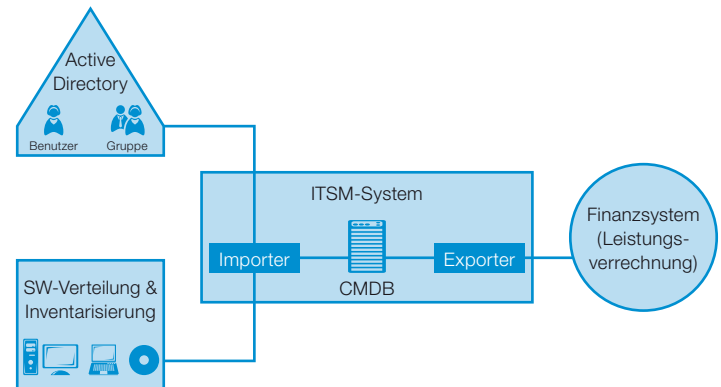 Active
Directory
Benutzer
Gruppe
ITSM-System
Importer
Exporter
CMDB
Finanzsystem
(Leistungs-
verrechnung)
SW-Verteilung &
Inventarisierung